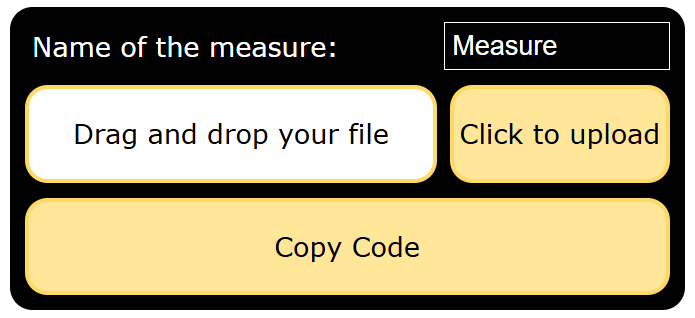 Name of the measure: Measure
Drag and drop your file
Click to upload
Copy Code